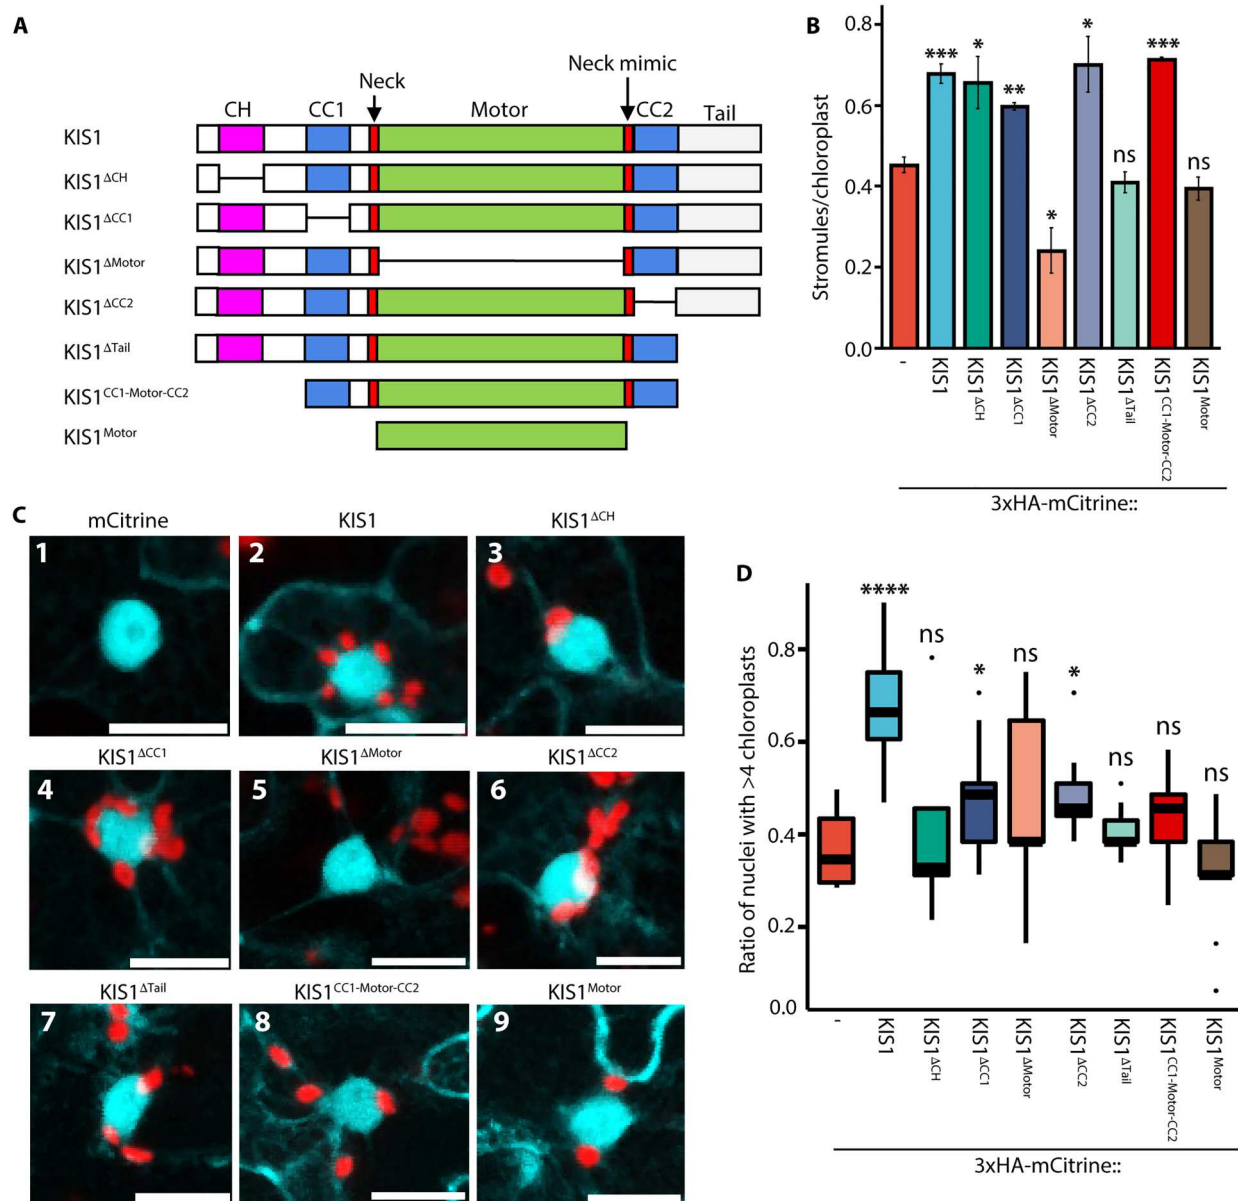 A
Neck
Neck mimic
CH
CC1
Motor
CC2
Tail
KIS1
KIS1ΔCH
KIS1ΔCC1
KIS1ΔMotor
KIS1ΔCC2
KIS1ΔTail
KIS1CC1-Motor-CC2
KIS1Motor
B
Stromules/chloroplast
0.8
0.6
0.4
0.2
0.0
*** * ** * * ns *** ns
-
KIS1
KIS1ΔCH
KIS1ΔCC1
KIS1ΔMotor
KIS1ΔCC2
KIS1ΔTail
KIS1CC1-Motor-CC2
KIS1Motor
3xHA-mCitrine::
C
mCitrine
KIS1
KIS1ΔCH
1
2
3
KIS1ΔCC1
KIS1ΔMotor
KIS1ΔCC2
4
5
6
KIS1ΔTail
KIS1CC1-Motor-CC2
KIS1Motor
7
8
9
D
Ratio of nuclei with >4 chloroplasts
0.8
0.6
0.4
0.2
0.0
**** ns * ns * ns ns ns
-
KIS1
KIS1ΔCH
KIS1ΔCC1
KIS1ΔMotor
KIS1ΔCC2
KIS1ΔTail
KIS1CC1-Motor-CC2
KIS1Motor
3xHA-mCitrine::